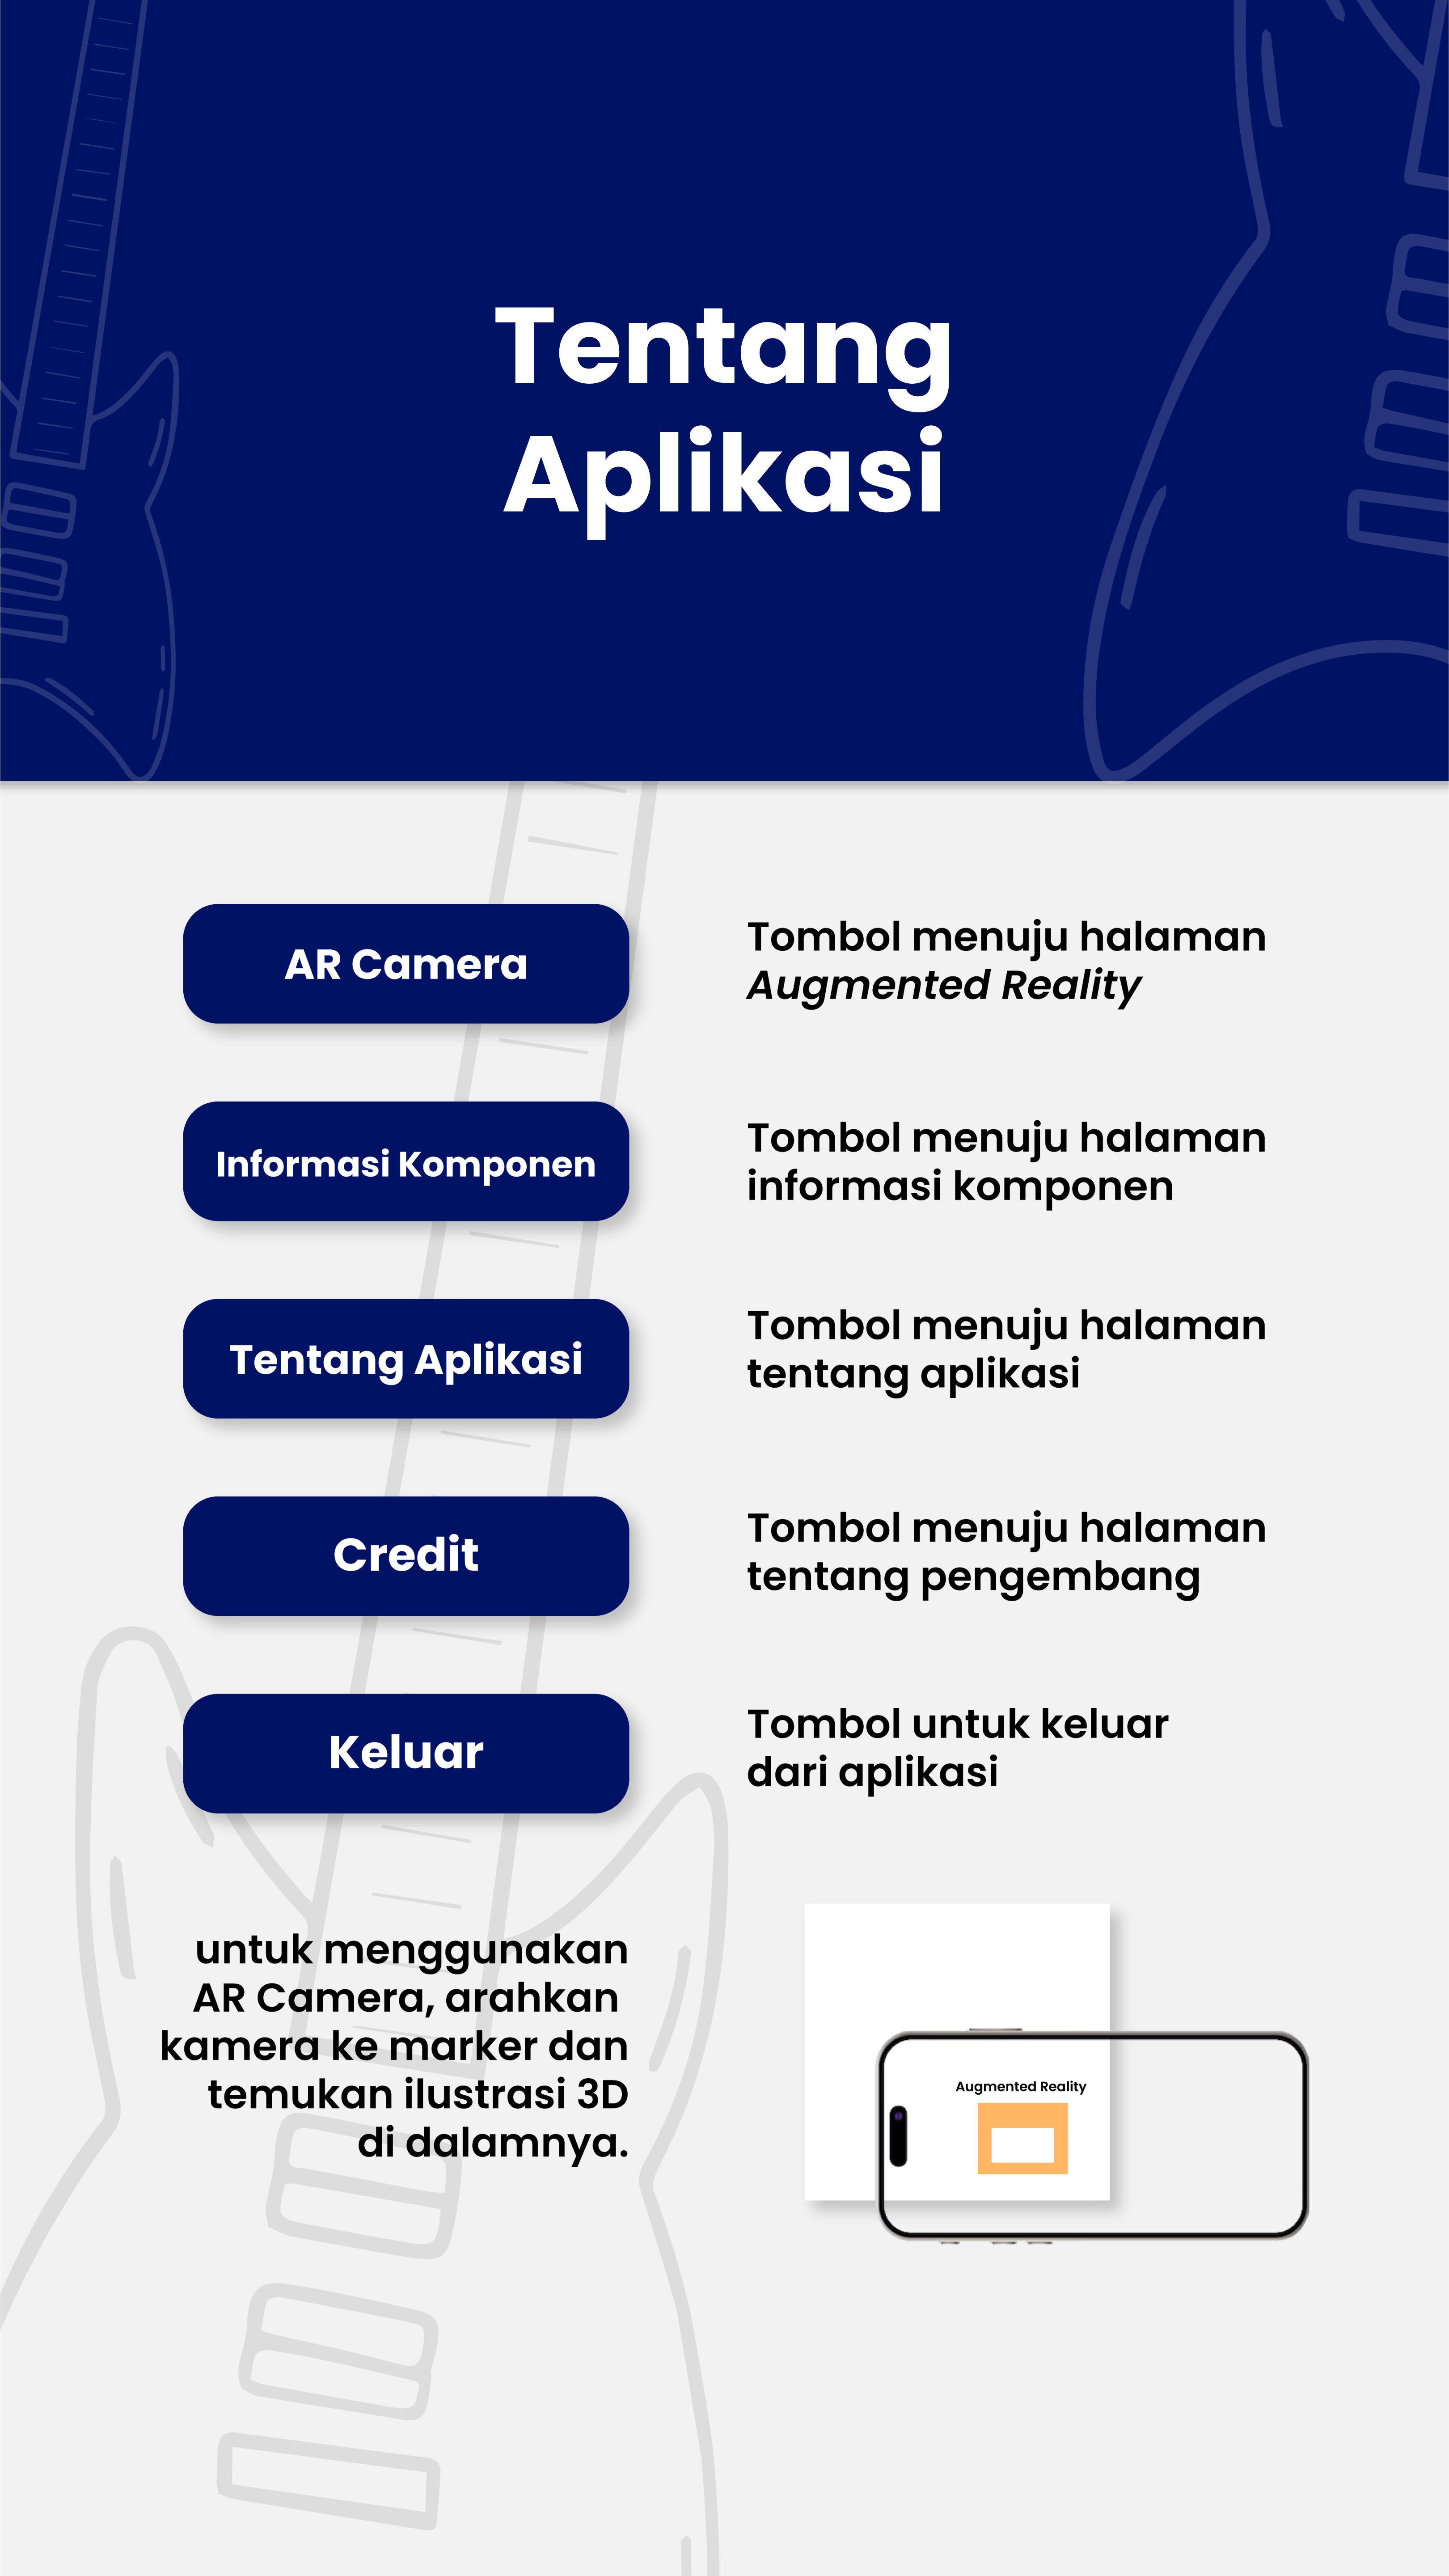 Tentang
Aplikasi
AR Camera
Tombol menuju halaman
Augmented Reality
Informasi Komponen
Tombol menuju halaman
informasi komponen
Tentang Aplikasi
Tombol menuju halaman
tentang aplikasi
Credit
Tombol menuju halaman
tentang pengembang
Keluar
Tombol untuk keluar
dari aplikasi
untuk menggunakan
AR Camera, arahkan
kamera ke marker dan
temukan ilustrasi 3D
di dalamnya.
Augmented Reality